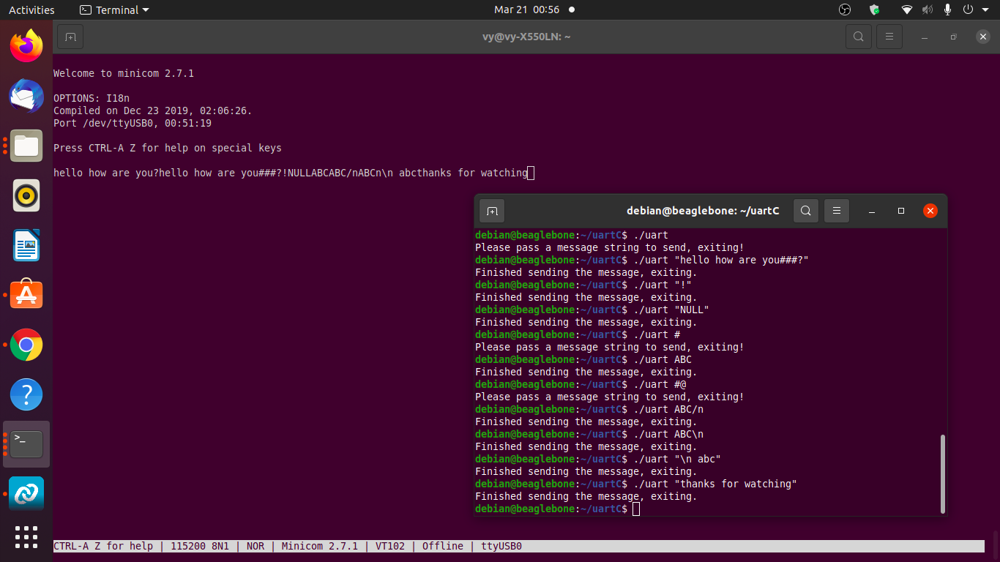 Activities
Terminal
Mar 21 00:56
vy@vy-X550LN: ~
Welcome to minicom 2.7.1
OPTIONS: I18n
Compiled on Dec 23 2019, 02:06:26.
Port /dev/ttyUSB0, 00:51:19
Press CTRL-A Z for help on special keys
hello how are you?hello how are you###?!NULLABCABC/nABCn\n abcthanks for watching
debian@beaglebone: ~/uartC
debian@beaglebone:~/uartC$ ./uart
Please pass a message string to send, exiting!
debian@beaglebone:~/uartC$ ./uart "hello how are you###?"
Finished sending the message, exiting.
debian@beaglebone:~/uartC$ ./uart "!"
Finished sending the message, exiting.
debian@beaglebone:~/uartC$ ./uart "NULL"
Finished sending the message, exiting.
debian@beaglebone:~/uartC$ ./uart #
Please pass a message string to send, exiting!
debian@beaglebone:~/uartC$ ./uart ABC
Finished sending the message, exiting.
debian@beaglebone:~/uartC$ ./uart #@
Please pass a message string to send, exiting!
debian@beaglebone:~/uartC$ ./uart ABC/n
Finished sending the message, exiting.
debian@beaglebone:~/uartC$ ./uart ABC\n
Finished sending the message, exiting.
debian@beaglebone:~/uartC$ ./uart "\n abc"
Finished sending the message, exiting.
debian@beaglebone:~/uartC$ ./uart "thanks for watching"
Finished sending the message, exiting.
debian@beaglebone:~/uartC$
CTRL-A Z for help | 115200 8N1 | NOR | Minicom 2.7.1 | VT102 | Offline | ttyUSB0